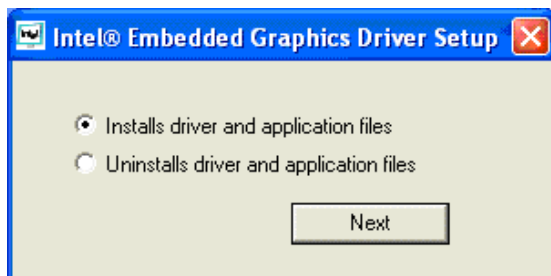 Intel® Embedded Graphics Driver Setup
Installs driver and application files
Uninstalls driver and application files
Next